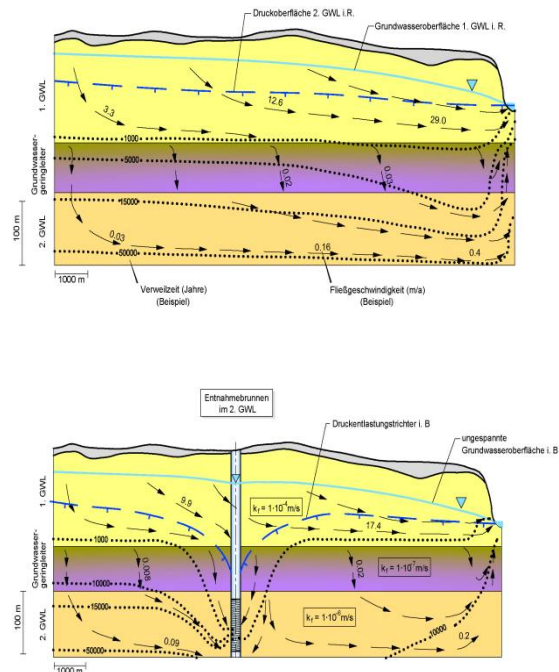 Druckoberfläche 2. GWL i.R.
Grundwasseroberfläche 1. GWL i.R.
1. GWL
12.6
3.3
29.0
1000
Grundwasser-
geringleiter
5000
0.02
0.03
15000
100 m
2. GWL
0.03
0.16
0.4
50000
1000 m
Verweilzeit (Jahre)
(Beispiel)
Fließgeschwindigkeit (m/a)
(Beispiel)
Entnahmebrunnen
im 2. GWL
Druckentlastungstrichter i. B
ungespannte
Grundwasseroberfläche i. B
1. GWL
9.9
kf = 1·10-4m/s
17.4
1000
Grundwasser-
geringleiter
0.008
0.02
kf = 1·10-7m/s
10000
100 m
15000
2. GWL
kf = 1·10-6m/s
10000
0.2
0.09
50000
1000 m